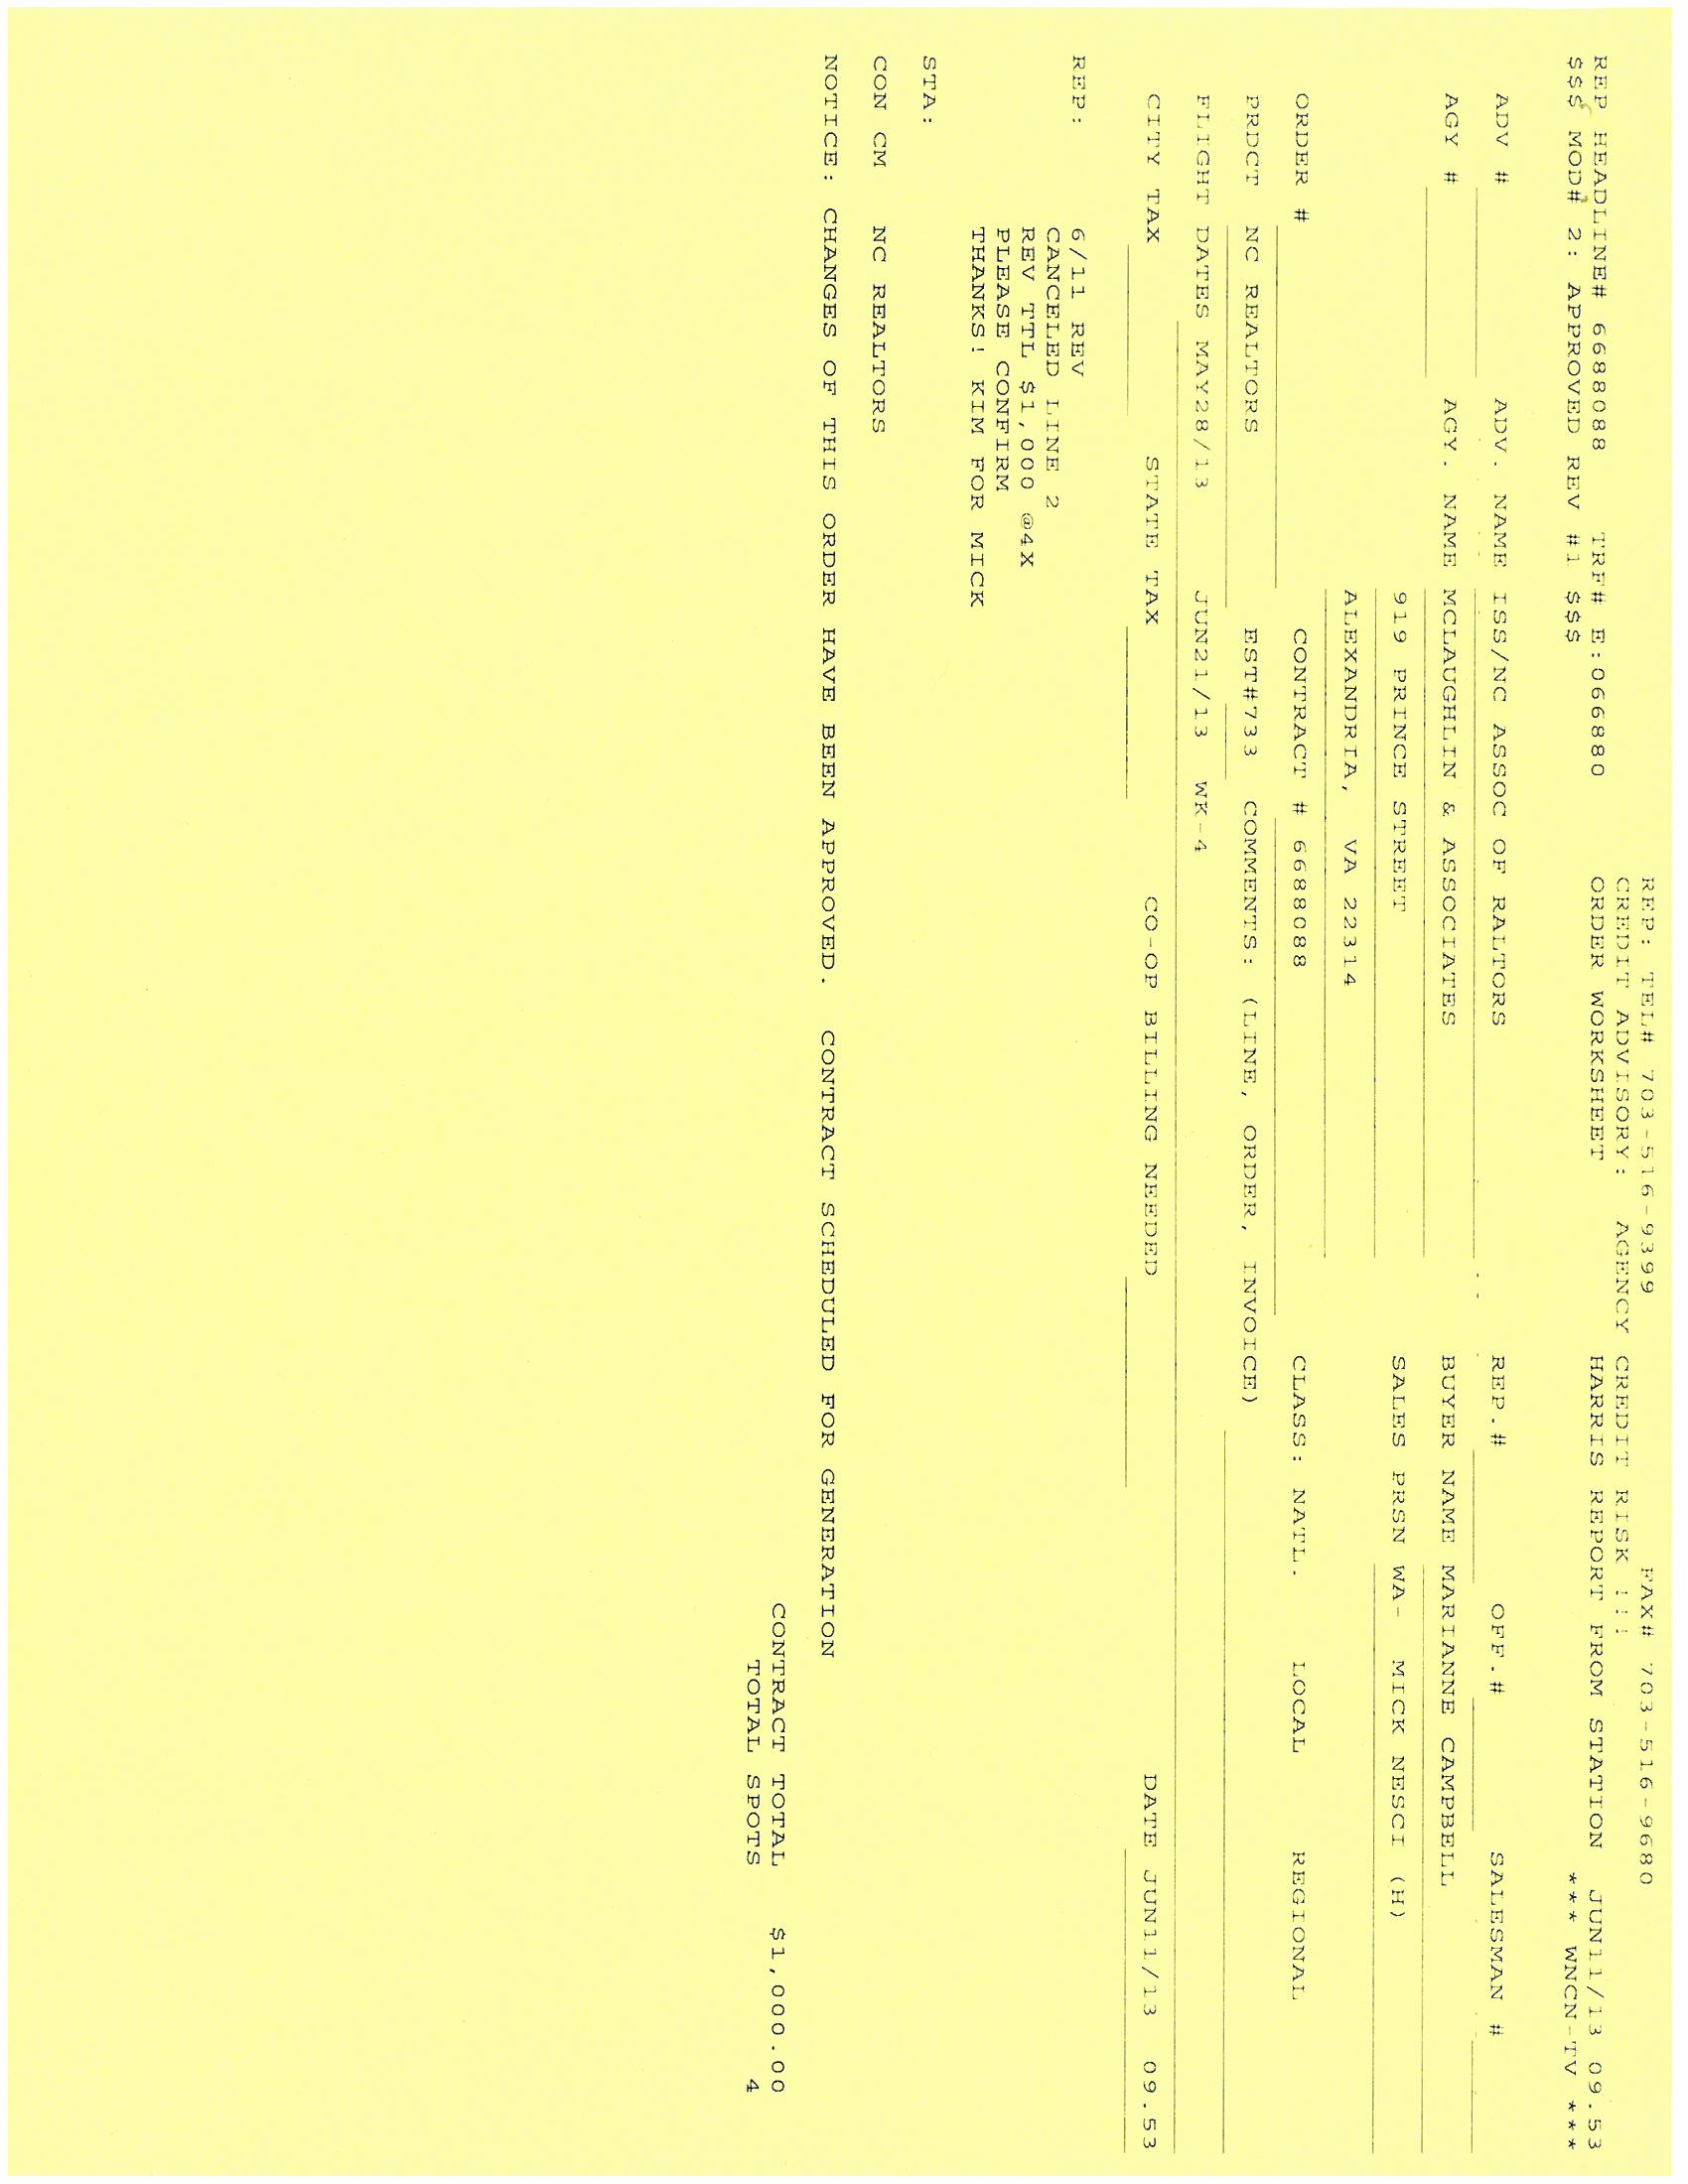 REP: TEL# 703-516-9399 FAX# 703-516-9680
CREDIT ADVISORY: AGENCY CREDIT RISK !!!
REP HEADLINE# 6688088 TRF# E:066880 ORDER WORKSHEET HARRIS REPORT FROM STATION JUN11/13 09.53
$$$ MOD# 2: APPROVED REV #1 $$$ *** WNCN-TV ***
ADV # ADV. NAME ISS/NC ASSOC OF RALTORS REP.# OFF.# SALESMAN #
AGY # AGY. NAME MCLAUGHLIN & ASSOCIATES BUYER NAME MARIANNE CAMPBELL
919 PRINCE STREET SALES PRSN WA- MICK NESCI (H)
ALEXANDRIA, VA 22314
ORDER # CONTRACT # 6688088 CLASS: NATL. LOCAL REGIONAL
PRDCT NC REALTORS EST#733 COMMENTS: (LINE, ORDER, INVOICE)
FLIGHT DATES MAY28/13 JUN21/13 WK-4
CITY TAX STATE TAX CO-OP BILLING NEEDED DATE JUN11/13 09.53
REP: 6/11 REV
CANCELED LINE 2
REV TTL $1,000 @4X
PLEASE CONFIRM
THANKS! KIM FOR MICK
STA:
CON CM NC REALTORS
NOTICE: CHANGES OF THIS ORDER HAVE BEEN APPROVED. CONTRACT SCHEDULED FOR GENERATION
CONTRACT TOTAL $1,000.00
TOTAL SPOTS 4